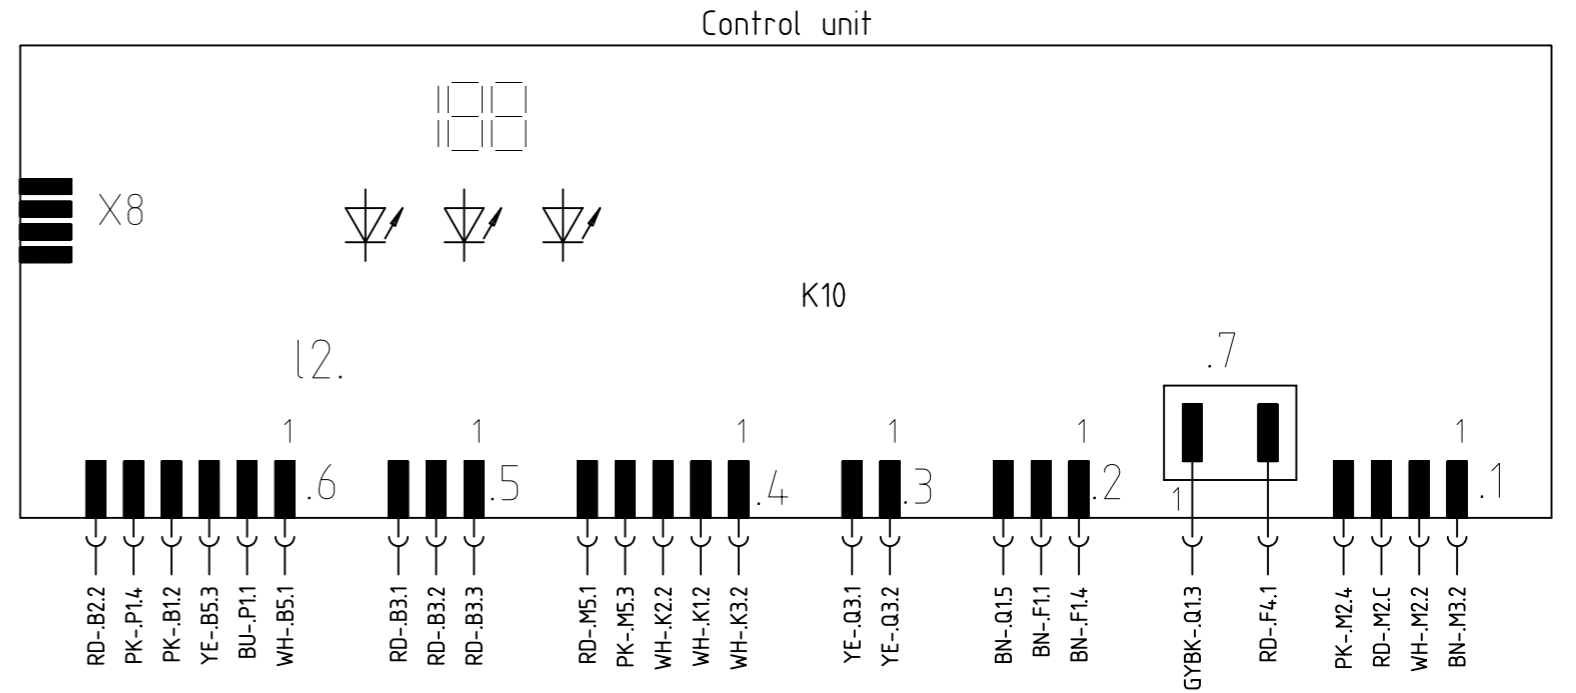 Control unit
188
X8
K10
.7
l2.
1
1
1
1
1
1
.6
.5
.4
.3
.2
1
.1
RD-.B2.2
PK-.P1.4
PK-.B1.2
YE-.B5.3
BU-.P1.1
WH-.B5.1
RD-.B3.1
RD-.B3.2
RD-.B3.3
RD-.M5.1
PK-.M5.3
WH-.K2.2
WH-.K1.2
WH-.K3.2
YE-.Q3.1
YE-.Q3.2
BN-.Q1.5
BN-.F1.1
BN-.F1.4
GYBK-.Q1.3
RD-.F4.1
PK-.M2.4
RD-.M2.C
WH-.M2.2
BN-.M3.2